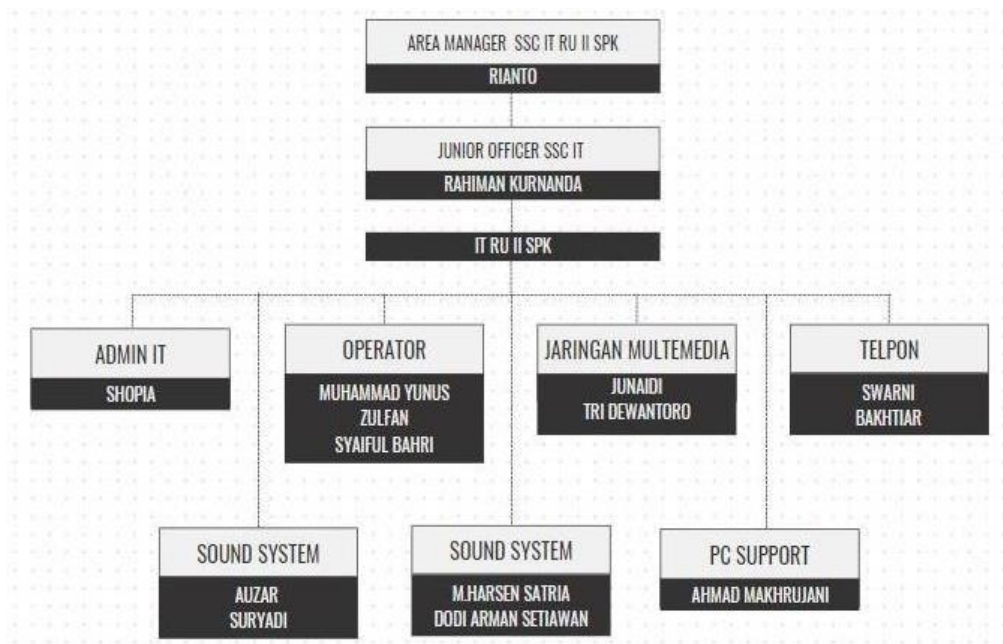 AREA MANAGER SSC IT RU II SPK
RIANTO
JUNIOR OFFICER SSC IT
RAHIMAN KURNANDA
IT RU II SPK
ADMIN IT
SHOPIA
OPERATOR
MUHAMMAD YUNUS
ZULFAN
SYAIFUL BAHRI
JARINGAN MULTEMEDIA
JUNAIDI
TRI DEWANTORO
TELPON
SWARNI
BAKHTIAR
SOUND SYSTEM
AUZAR
SURYADI
SOUND SYSTEM
M.HARSEN SATRIA
DODI ARMAN SETIAWAN
PC SUPPORT
AHMAD MAKHRUJANI